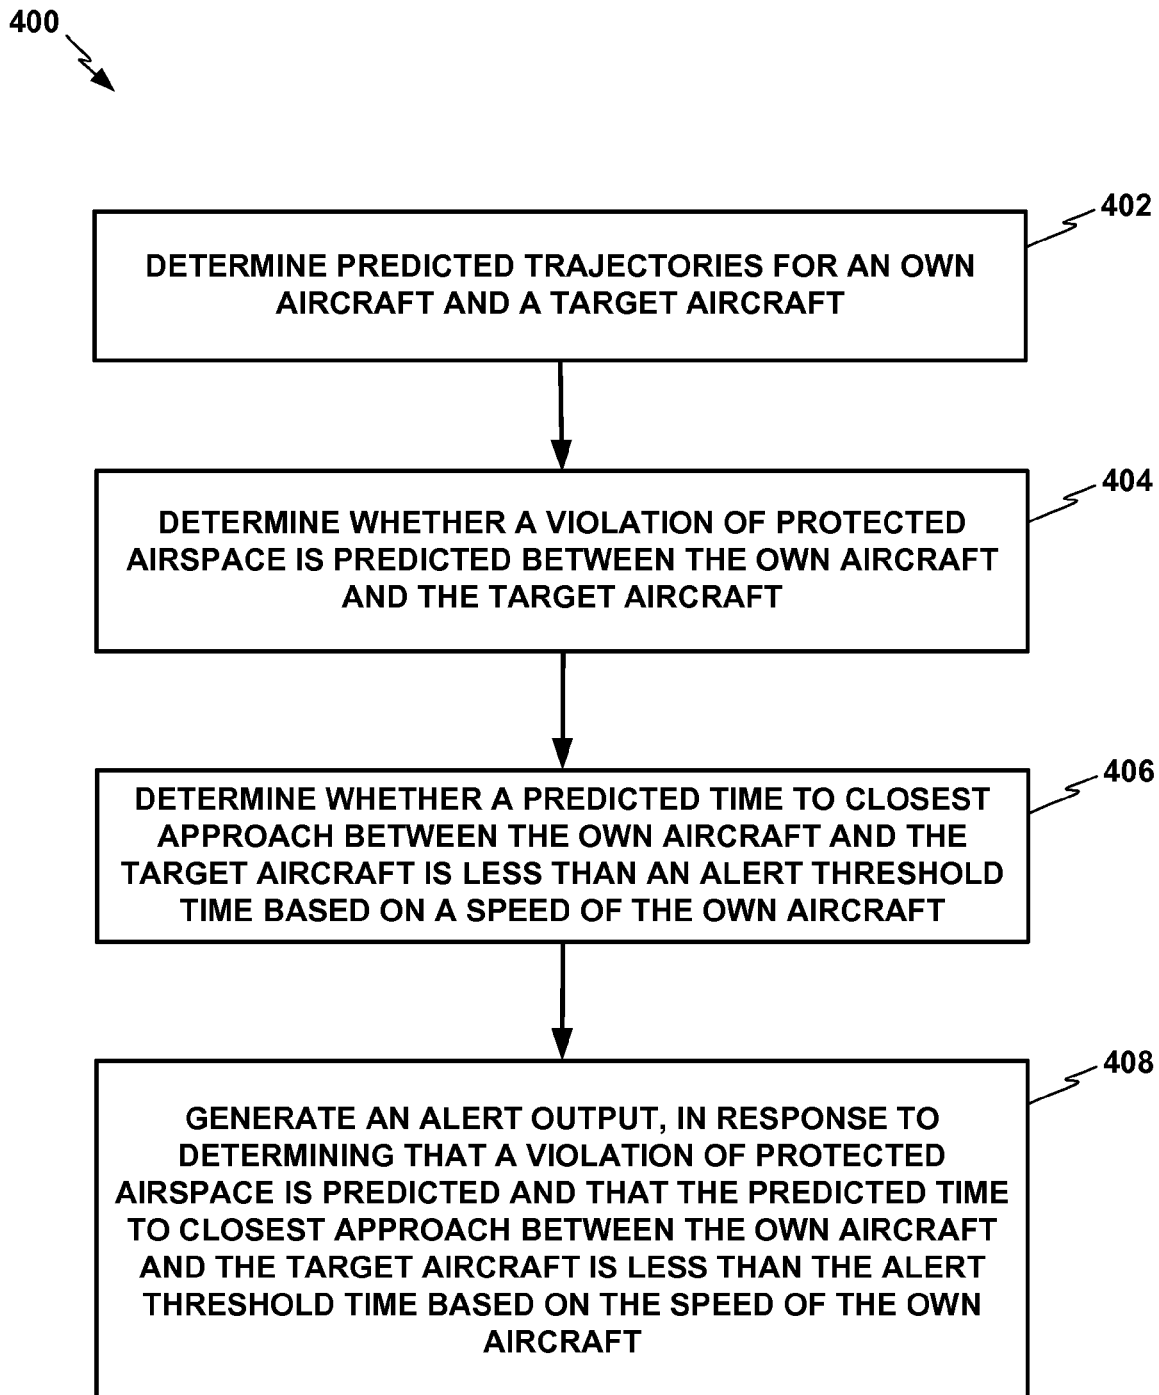 400
402
DETERMINE PREDICTED TRAJECTORIES FOR AN OWN
AIRCRAFT AND A TARGET AIRCRAFT
404
DETERMINE WHETHER A VIOLATION OF PROTECTED
AIRSPACE IS PREDICTED BETWEEN THE OWN AIRCRAFT
AND THE TARGET AIRCRAFT
406
DETERMINE WHETHER A PREDICTED TIME TO CLOSEST
APPROACH BETWEEN THE OWN AIRCRAFT AND THE
TARGET AIRCRAFT IS LESS THAN AN ALERT THRESHOLD
TIME BASED ON A SPEED OF THE OWN AIRCRAFT
408
GENERATE AN ALERT OUTPUT, IN RESPONSE TO
DETERMINING THAT A VIOLATION OF PROTECTED
AIRSPACE IS PREDICTED AND THAT THE PREDICTED TIME
TO CLOSEST APPROACH BETWEEN THE OWN AIRCRAFT
AND THE TARGET AIRCRAFT IS LESS THAN THE ALERT
THRESHOLD TIME BASED ON THE SPEED OF THE OWN
AIRCRAFT